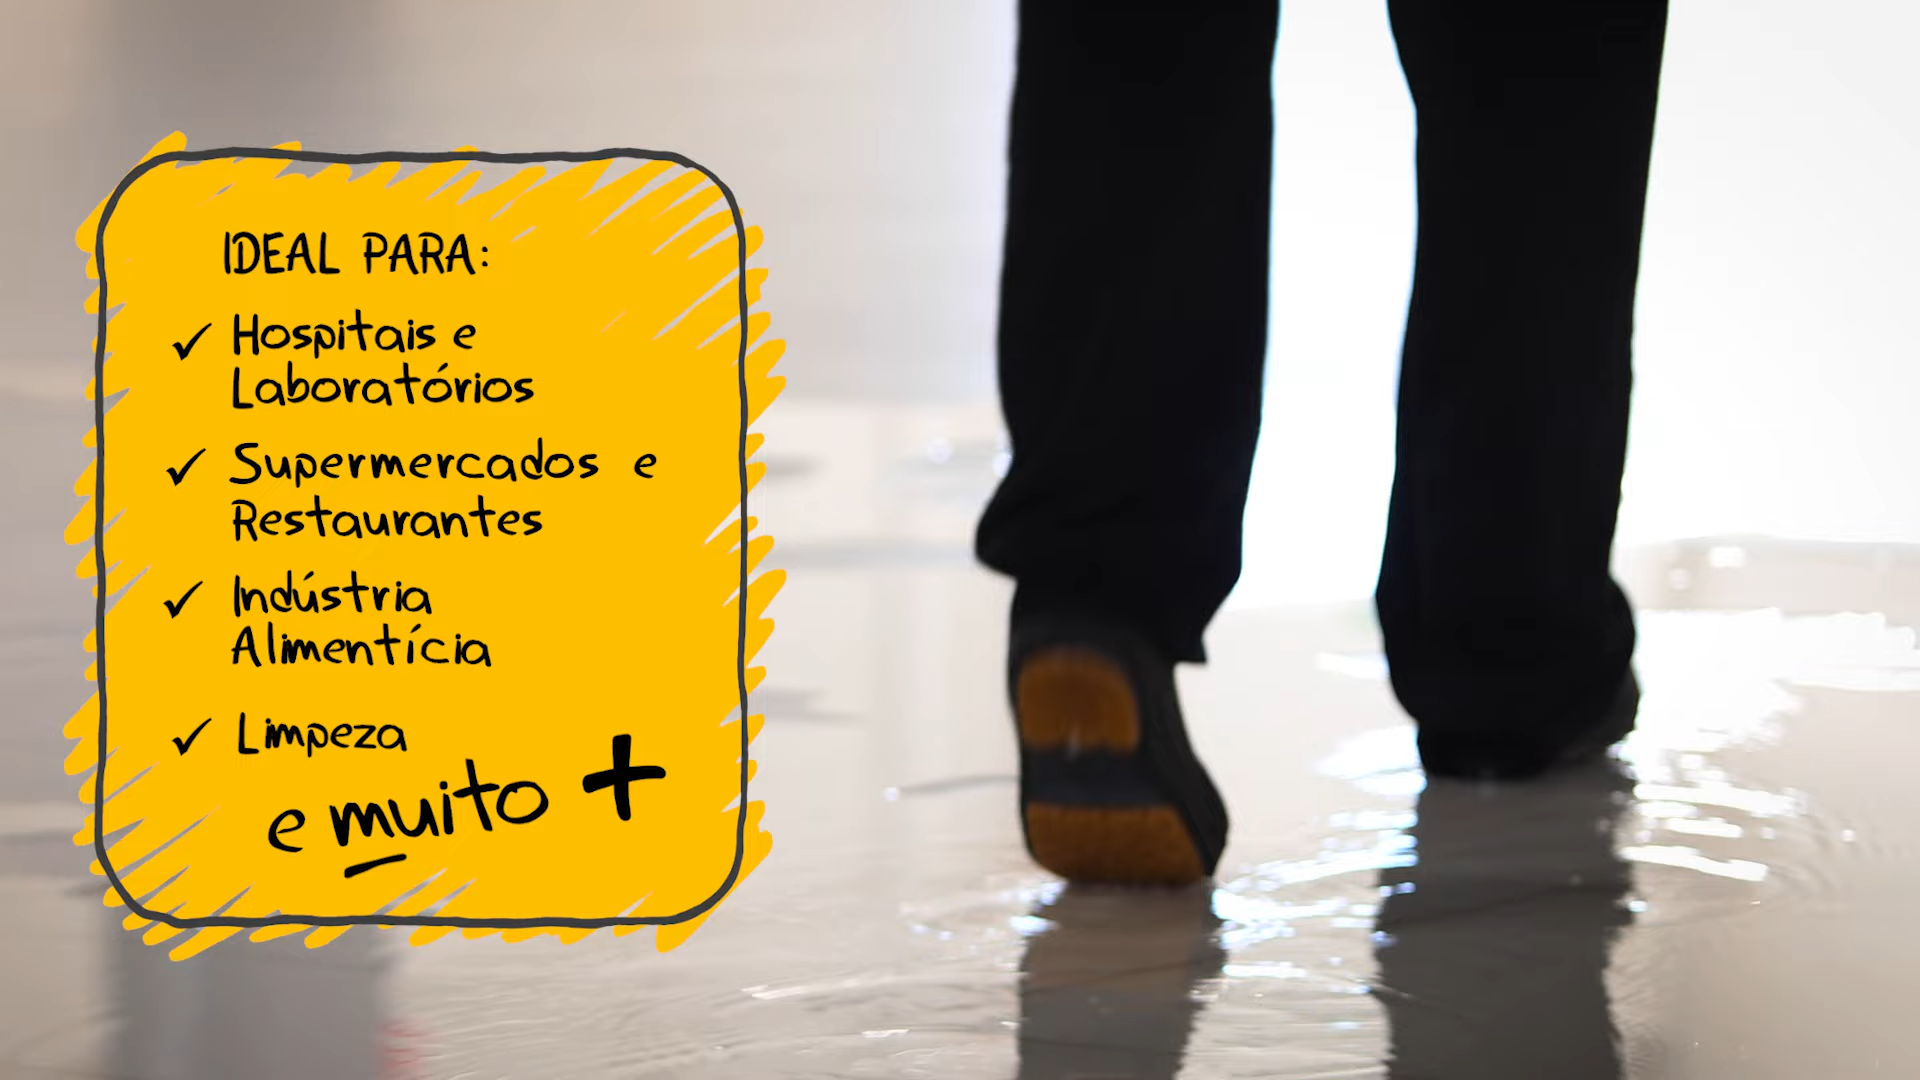 IDEAL PARA:
✓ Hospitais e
Laboratórios
✓ Supermercados e
Restaurantes
✓ Indústria
Alimentícia
✓ Limpeza
e muito +